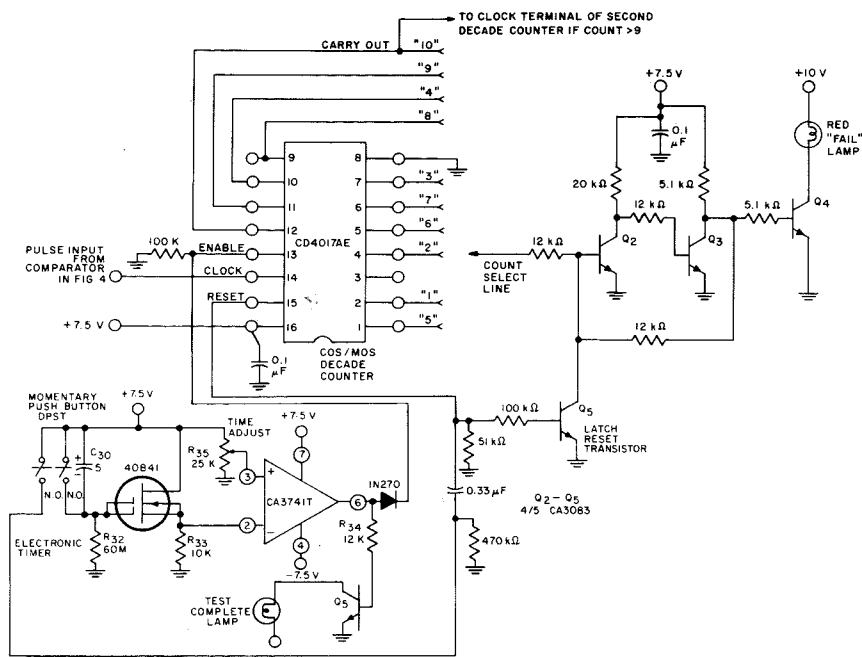 TO CLOCK TERMINAL OF SECOND
DECADE COUNTER IF COUNT >9
CARRY OUT
"10"
"9"
"4"
"8"
+7.5 V
+10 V
0.1
μF
RED
"FAIL"
LAMP
20 kΩ
5.1 kΩ
12 kΩ
5.1 kΩ
Q2
Q3
Q4
9
10
11
12
13
14
15
16
8
7
6
5
4
3
2
1
CD4017AE
"3"
"7"
"6"
"2"
"1"
"5"
100 K
ENABLE
PULSE INPUT
FROM
COMPARATOR
IN FIG 4
CLOCK
RESET
+7.5 V
0.1
μF
COS/MOS
DECADE
COUNTER
12 kΩ
COUNT
SELECT
LINE
12 kΩ
MOMENTARY
PUSH BUTTON
DPST
+7.5 V
TIME
ADJUST
+7.5 V
C30
5
+
-
40841
R35
25 K
3
+
7
CA3741T
6
1N270
2
−
4
N.O.
N.O.
ELECTRONIC
TIMER
R32
60M
R33
10K
-7.5 V
R34
12 K
TEST
COMPLETE
LAMP
Q5
100 kΩ
51 kΩ
Q5
LATCH
RESET
TRANSISTOR
0.33 μF
470 kΩ
Q2 – Q5
4/5 CA3083